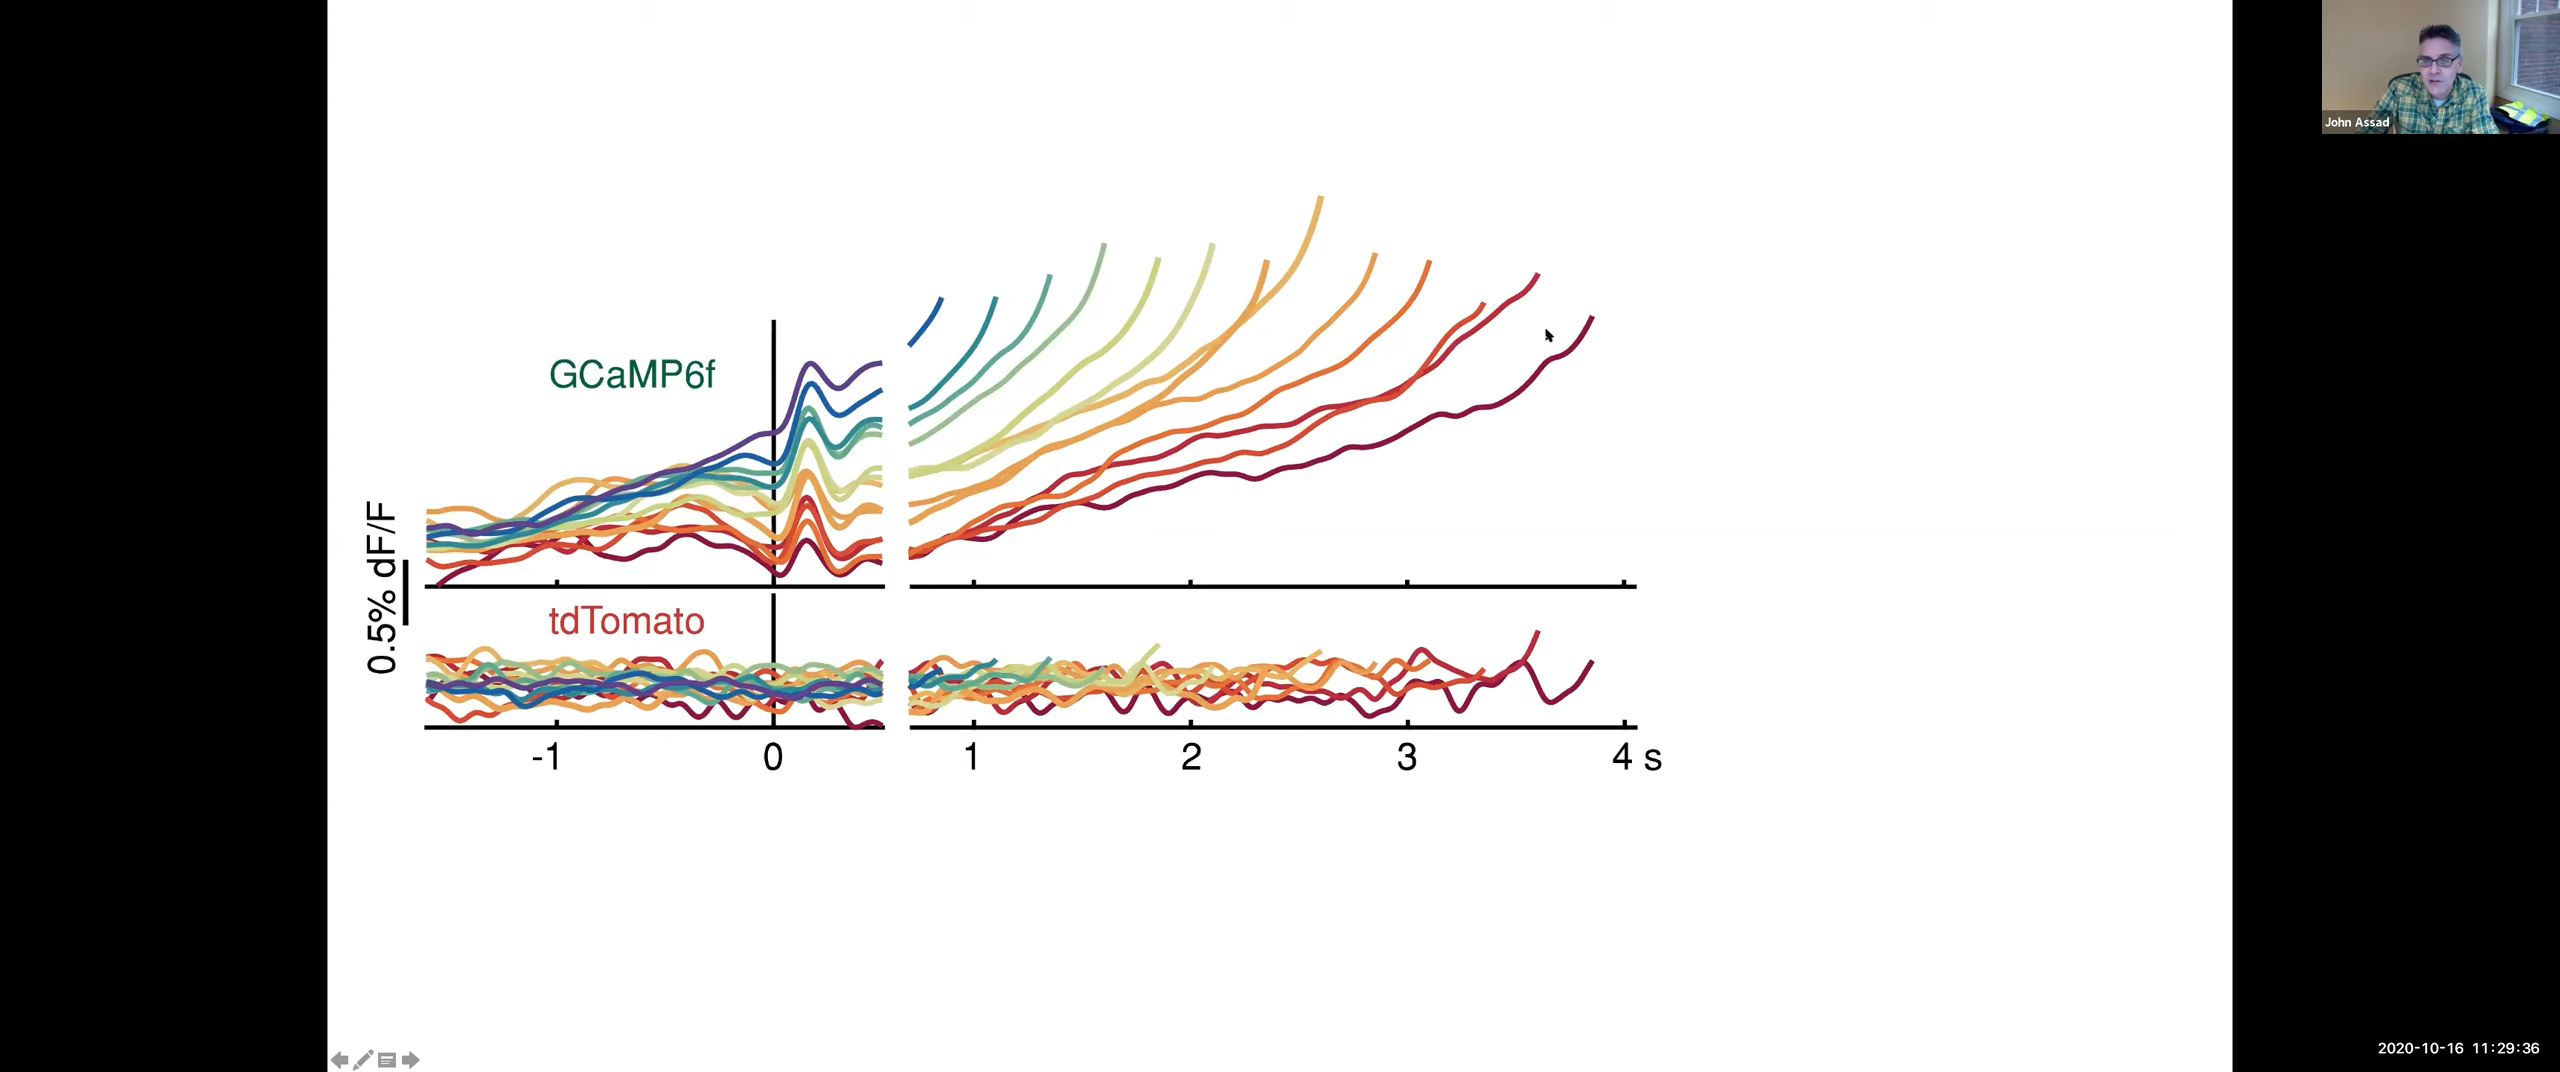 John Assad
GCaMP6f
0.5% dF/F
tdTomato
-1 0 1 2 3 4 s
2020-10-16 11:29:36